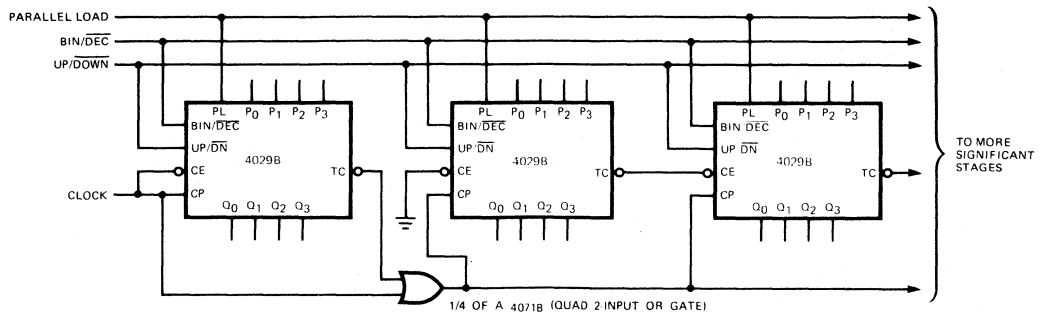 PARALLEL LOAD
BIN/DEC
UP/DOWN
PL P0 P1 P2 P3
BIN/DEC
UP/DN
4029B
CE
TC
CP
Q0 Q1 Q2 Q3
PL P0 P1 P2 P3
BIN/DEC
UP/DN
4029B
CE
TC
CP
Q0 Q1 Q2 Q3
PL P0 P1 P2 P3
BIN DEC
UP DN
4029B
CE
TC
CP
Q0 Q1 Q2 Q3
CLOCK
TO MORE
SIGNIFICANT
STAGES
1/4 OF A 4071B (QUAD 2-INPUT OR GATE)